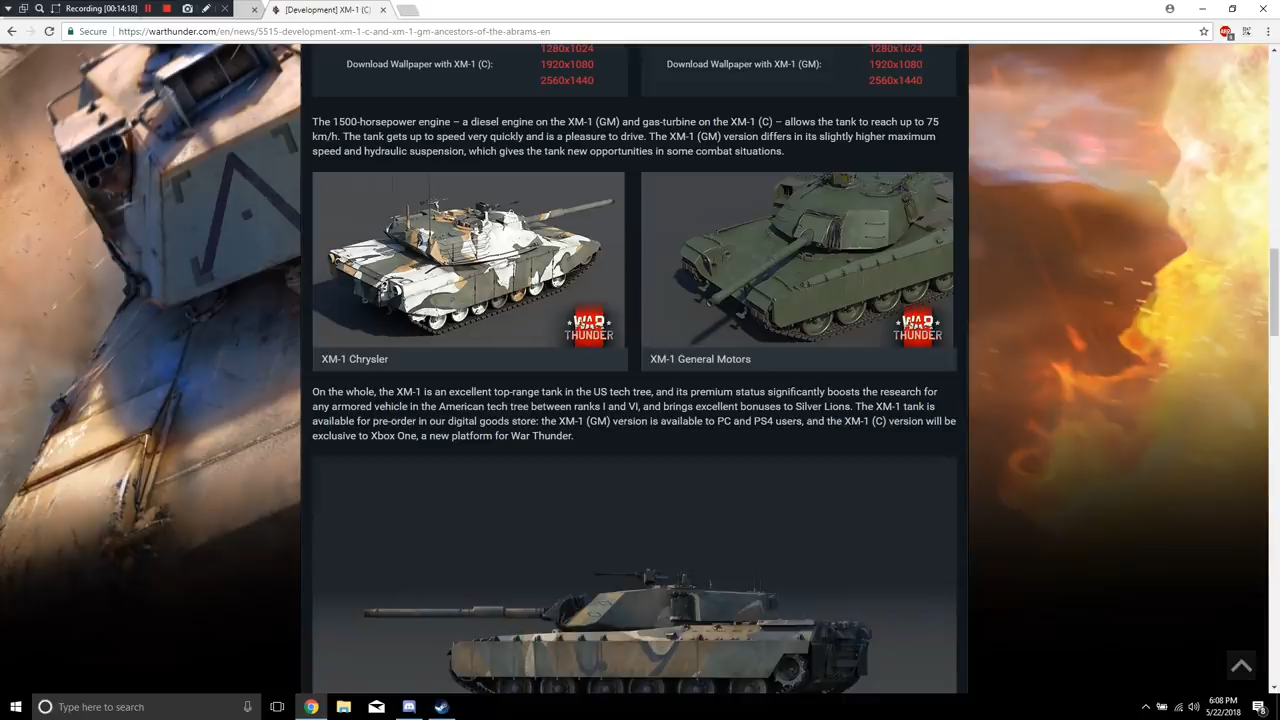 Recording [00:14:18]
[Development] XM-1 (C)
Secure
https://warthunder.com/en/news/5515-development-xm-1-c-and-xm-1-gm-ancestors-of-the-abrams-en
1280x1024
1280x1024
Download Wallpaper with XM-1 (C):
1920x1080
Download Wallpaper with XM-1 (GM):
1920x1080
2560x1440
2560x1440
The 1500-horsepower engine – a diesel engine on the XM-1 (GM) and gas-turbine on the XM-1 (C) – allows the tank to reach up to 75
km/h. The tank gets up to speed very quickly and is a pleasure to drive. The XM-1 (GM) version differs in its slightly higher maximum
speed and hydraulic suspension, which gives the tank new opportunities in some combat situations.
WAR
THUNDER
WAR
THUNDER
XM-1 Chrysler
XM-1 General Motors
On the whole, the XM-1 is an excellent top-range tank in the US tech tree, and its premium status significantly boosts the research for
any armored vehicle in the American tech tree between ranks I and VI, and brings excellent bonuses to Silver Lions. The XM-1 tank is
available for pre-order in our digital goods store: the XM-1 (GM) version is available to PC and PS4 users, and the XM-1 (C) version will be
exclusive to Xbox One, a new platform for War Thunder.
Type here to search
6:08 PM
5/22/2018